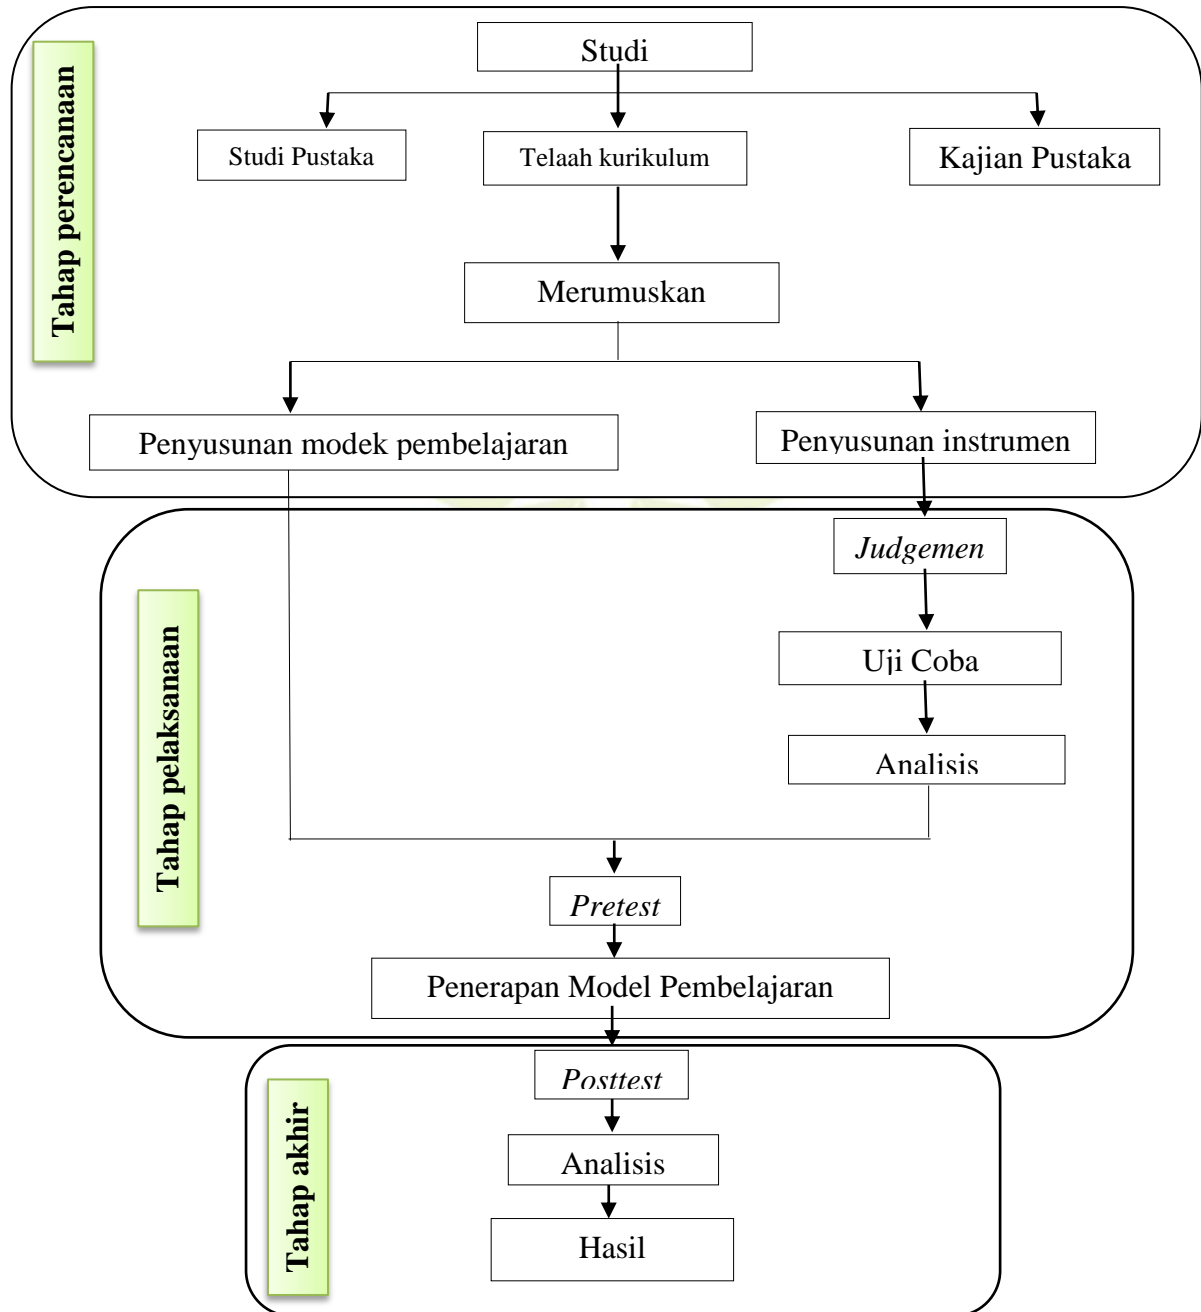 Tahap perencanaan
Studi
Studi Pustaka
Telaah kurikulum
Kajian Pustaka
Merumuskan
Penyusunan modek pembelajaran
Penyusunan instrumen
Tahap pelaksanaan
Judgemen
Uji Coba
Analisis
Pretest
Penerapan Model Pembelajaran
Tahap akhir
Posttest
Analisis
Hasil